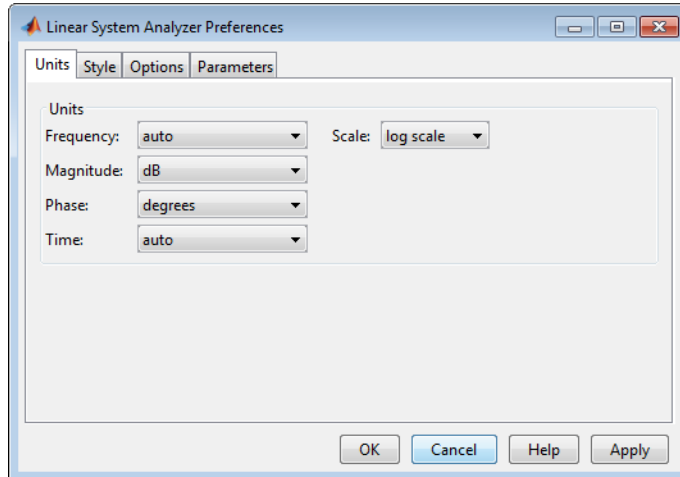 Linear System Analyzer Preferences
Units Style Options Parameters
Units
Frequency: auto Scale: log scale
Magnitude: dB
Phase: degrees
Time: auto
OK Cancel Help Apply